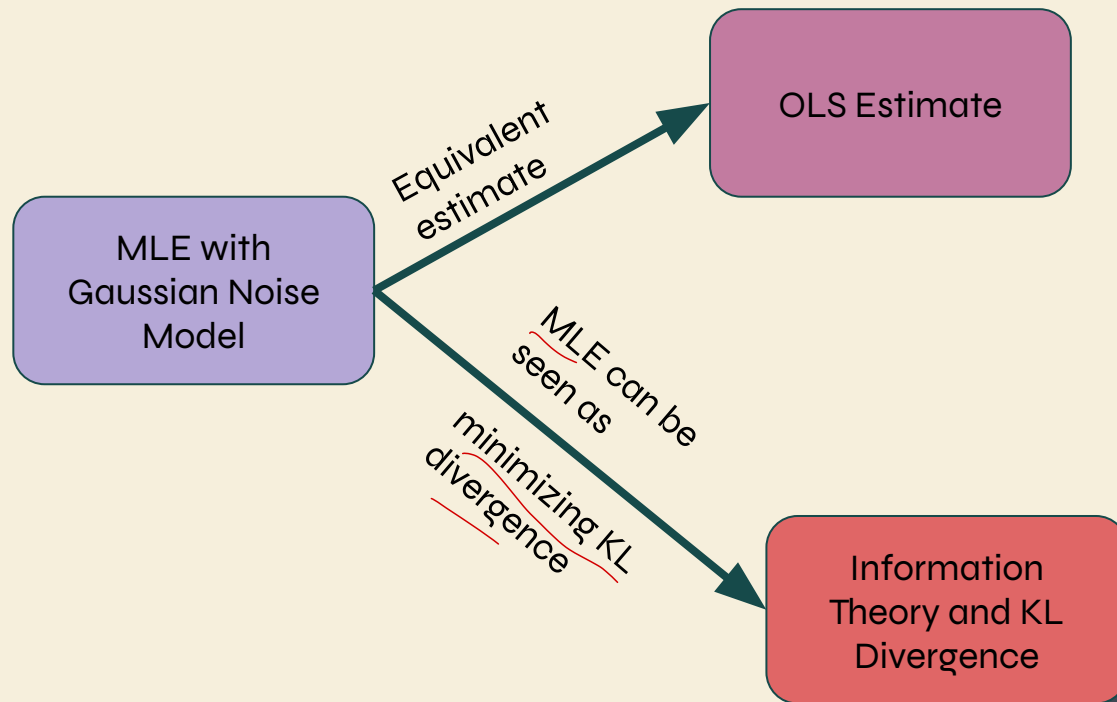 OLS Estimate
Equivalent
estimate
MLE with
Gaussian Noise
Model
MLE can be
seen as
minimizing KL
divergence
Information
Theory and KL
Divergence